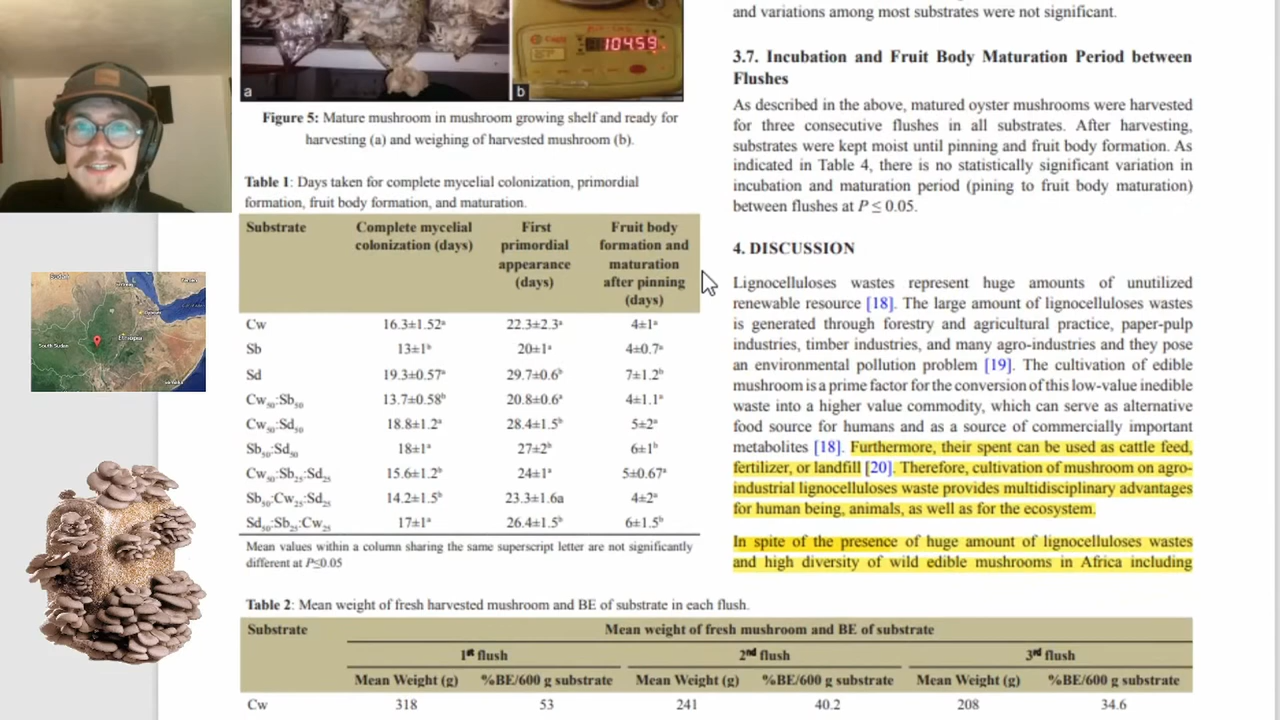 and variations among most substrates were not significant.
104.59
a
b
Figure 5: Mature mushroom in mushroom growing shelf and ready for
harvesting (a) and weighing of harvested mushroom (b).
Table 1: Days taken for complete mycelial colonization, primordial
formation, fruit body formation, and maturation.
Substrate Complete mycelial colonization (days) First primordial appearance (days) Fruit body formation and maturation after pinning (days)
Cw 16.3±1.52ᵃ 22.3±2.3ᵃ 4±1ᵃ
Sb 13±1ᵇ 20±1ᵃ 4±0.7ᵃ
Sd 19.3±0.57ᵃ 29.7±0.6ᵇ 7±1.2ᵇ
Cw₅₀:Sb₅₀ 13.7±0.58ᵇ 20.8±0.6ᵃ 4±1.1ᵃ
Cw₅₀:Sd₅₀ 18.8±1.2ᵃ 28.4±1.5ᵇ 5±2ᵃ
Sb₅₀:Sd₅₀ 18±1ᵃ 27±2ᵇ 6±1ᵇ
Cw₅₀:Sb₂₅:Sd₂₅ 15.6±1.2ᵇ 24±1ᵃ 5±0.67ᵃ
Sb₅₀:Cw₂₅:Sd₂₅ 14.2±1.5ᵇ 23.3±1.6a 4±2ᵃ
Sd₅₀:Sb₂₅:Cw₂₅ 17±1ᵃ 26.4±1.5ᵇ 6±1.5ᵇ
Mean values within a column sharing the same superscript letter are not significantly
different at P≤0.05
3.7. Incubation and Fruit Body Maturation Period between
Flushes
As described in the above, matured oyster mushrooms were harvested
for three consecutive flushes in all substrates. After harvesting,
substrates were kept moist until pinning and fruit body formation. As
indicated in Table 4, there is no statistically significant variation in
incubation and maturation period (pining to fruit body maturation)
between flushes at P ≤ 0.05.
4. DISCUSSION
Lignocelluloses wastes represent huge amounts of unutilized
renewable resource [18]. The large amount of lignocelluloses wastes
is generated through forestry and agricultural practice, paper-pulp
industries, timber industries, and many agro-industries and they pose
an environmental pollution problem [19]. The cultivation of edible
mushroom is a prime factor for the conversion of this low-value inedible
waste into a higher value commodity, which can serve as alternative
food source for humans and as a source of commercially important
metabolites [18]. Furthermore, their spent can be used as cattle feed,
fertilizer, or landfill [20]. Therefore, cultivation of mushroom on agro-
industrial lignocelluloses waste provides multidisciplinary advantages
for human being, animals, as well as for the ecosystem.
In spite of the presence of huge amount of lignocelluloses wastes
and high diversity of wild edible mushrooms in Africa including
South Sudan
Ethiopia
Table 2: Mean weight of fresh harvested mushroom and BE of substrate in each flush.
Substrate Mean weight of fresh mushroom and BE of substrate
1st flush 2nd flush 3rd flush
Mean Weight (g) %BE/600 g substrate Mean Weight (g) %BE/600 g substrate Mean Weight (g) %BE/600 g substrate
Cw 318 53 241 40.2 208 34.6